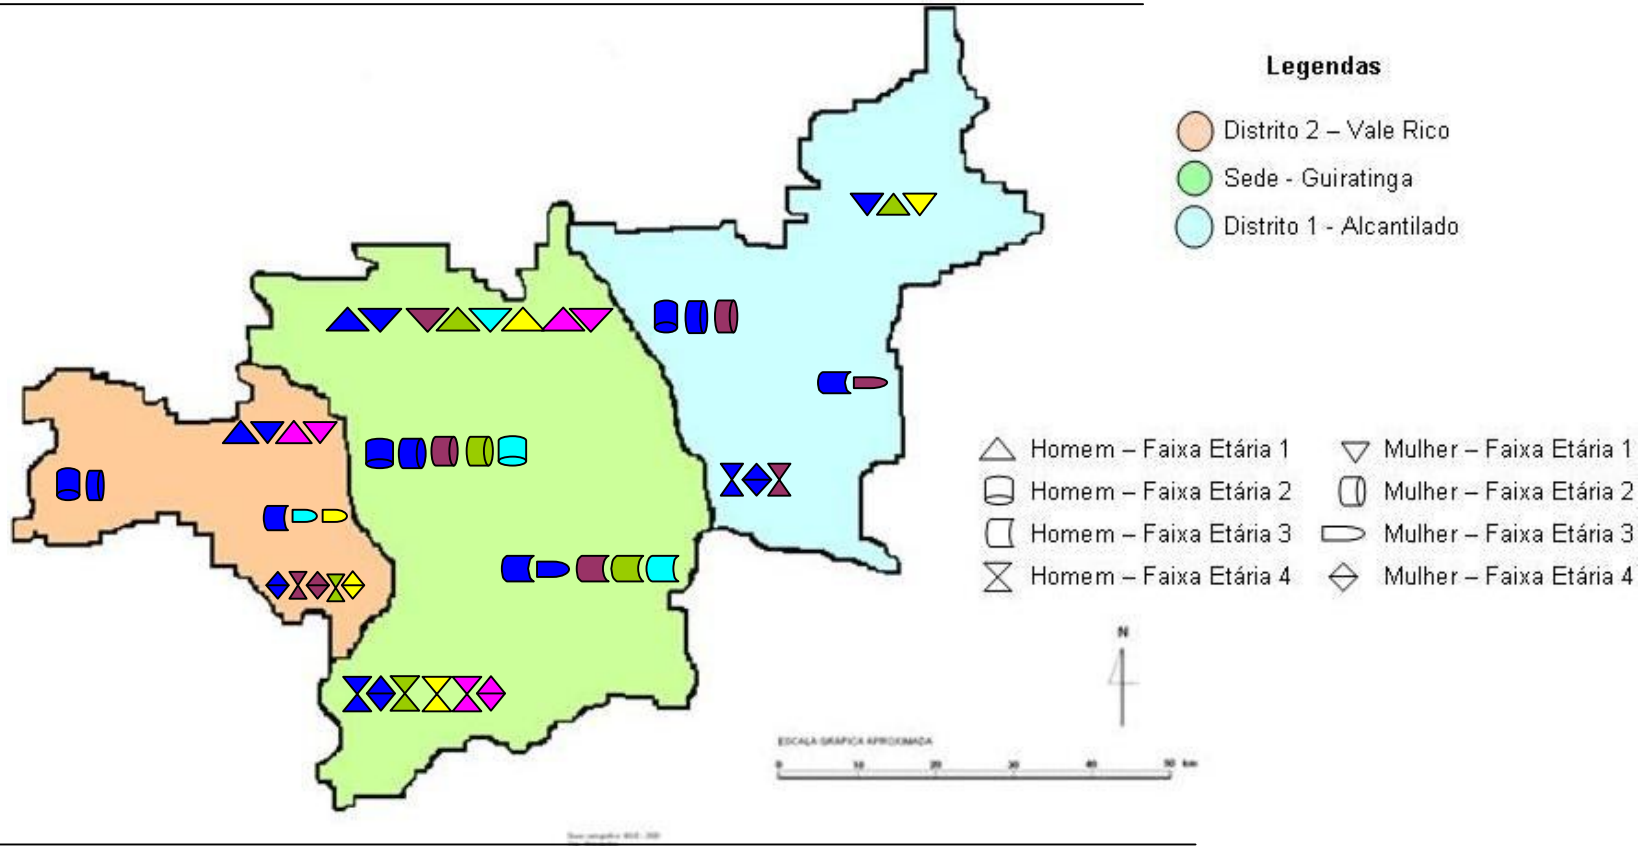 Legendas
Distrito 2 – Vale Rico
Sede - Guiratinga
Distrito 1 - Alcantilado
Homem – Faixa Etária 1
Mulher – Faixa Etária 1
Homem – Faixa Etária 2
Mulher – Faixa Etária 2
Homem – Faixa Etária 3
Mulher – Faixa Etária 3
Homem – Faixa Etária 4
Mulher – Faixa Etária 4
N
ESCALA GRÁFICA APROXIMADA
0 10 20 30 40 50 km